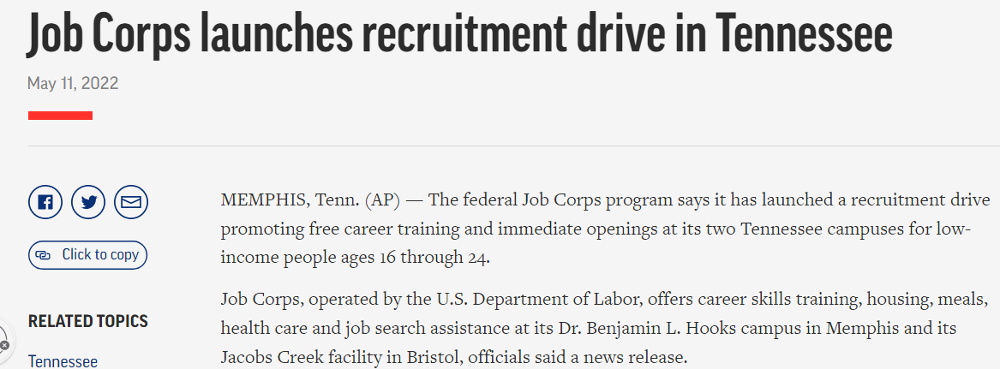 Job Corps launches recruitment drive in Tennessee
May 11, 2022
Click to copy
RELATED TOPICS
Tennessee
MEMPHIS, Tenn. (AP) — The federal Job Corps program says it has launched a recruitment drive
promoting free career training and immediate openings at its two Tennessee campuses for low-
income people ages 16 through 24.
Job Corps, operated by the U.S. Department of Labor, offers career skills training, housing, meals,
health care and job search assistance at its Dr. Benjamin L. Hooks campus in Memphis and its
Jacobs Creek facility in Bristol, officials said a news release.